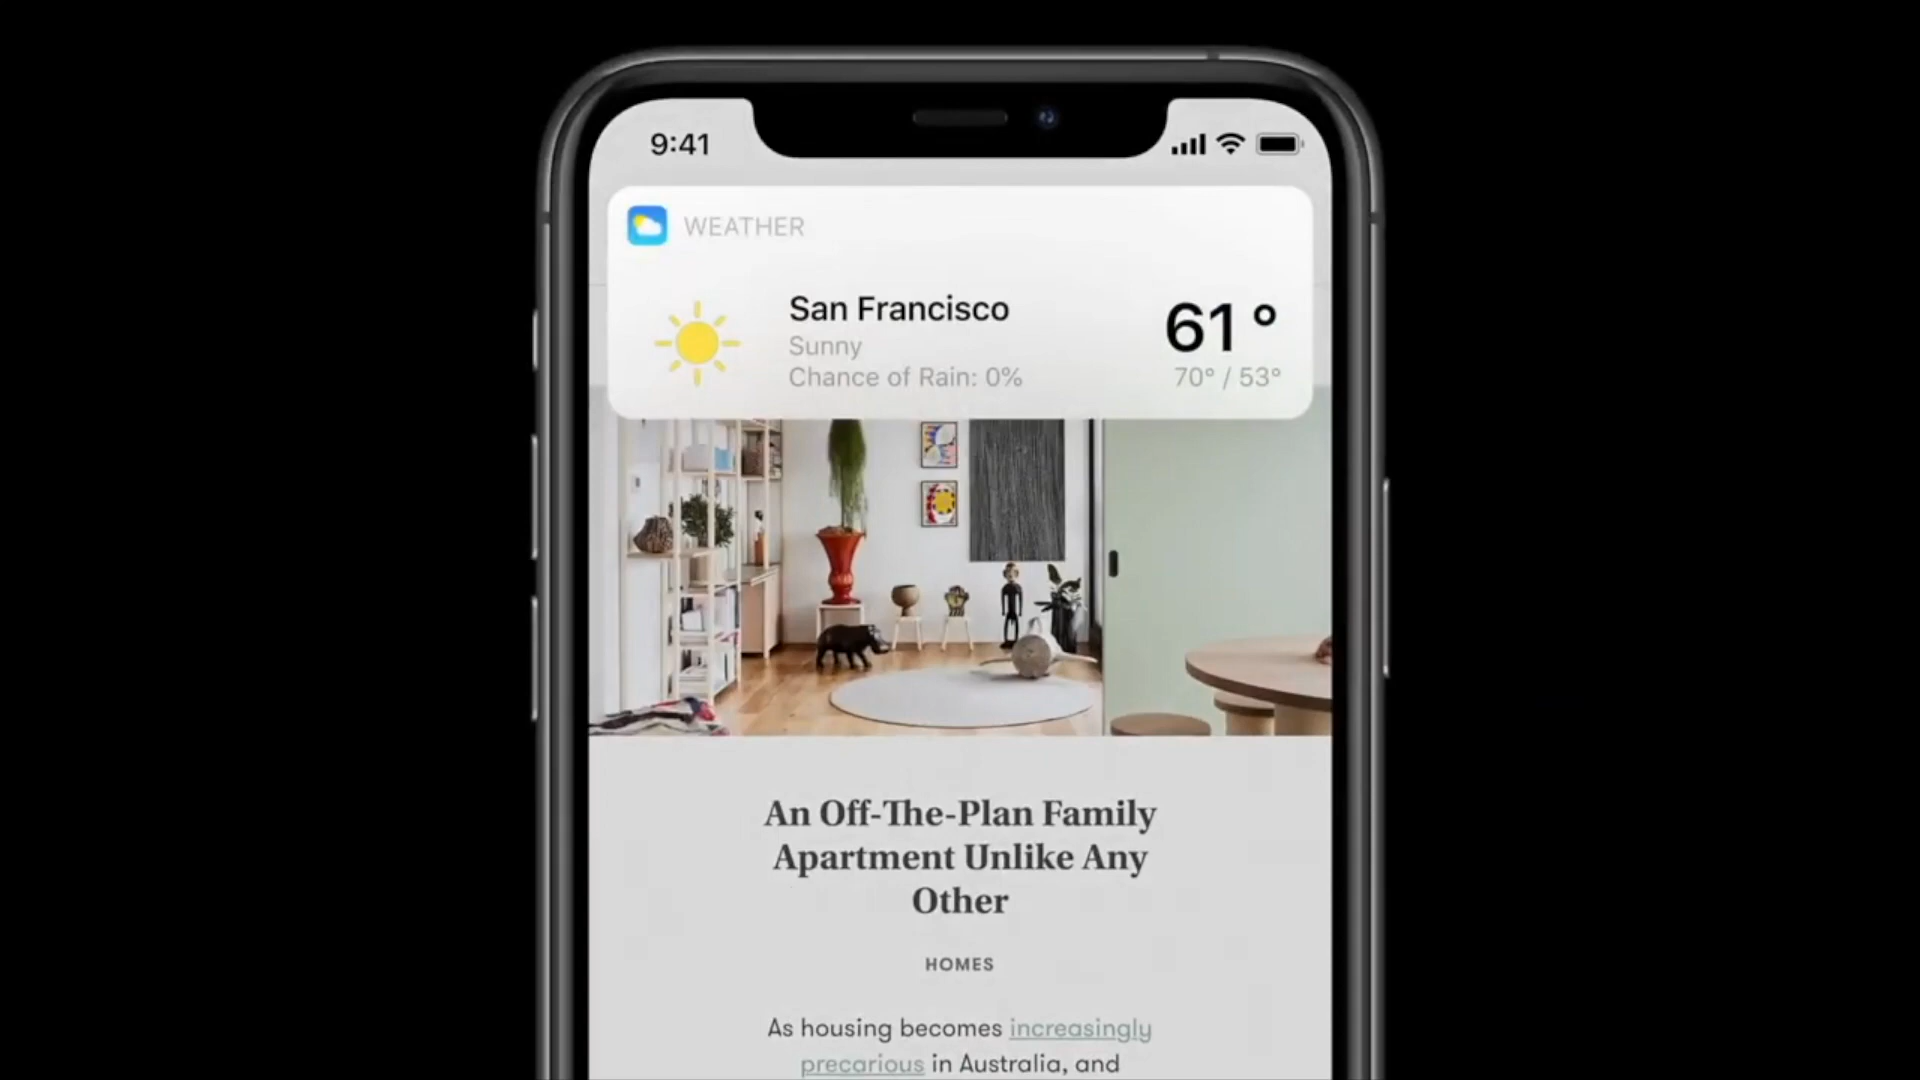 9:41
WEATHER
San Francisco
61°
Sunny
Chance of Rain: 0%
70° / 53°
An Off-The-Plan Family
Apartment Unlike Any
Other
HOMES
As housing becomes increasingly
precarious in Australia, and